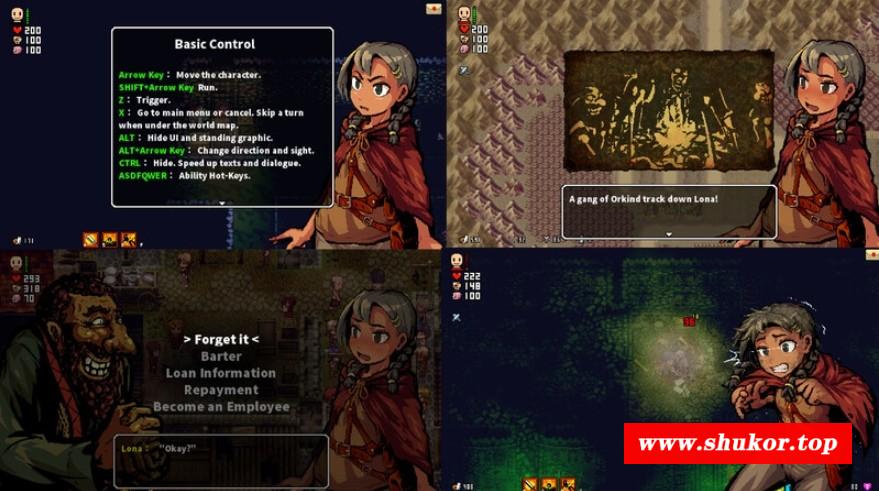 200
100
100
Basic Control
Arrow Key： Move the character.
SHIFT+Arrow Key Run.
Z： Trigger.
X： Go to main menu or cancel. Skip a turn
when under the world map.
ALT： Hide UI and standing graphic.
ALT+Arrow Key： Change direction and sight.
CTRL： Hide. Speed up texts and dialogue.
ASDFQWER： Ability Hot-Keys.
171
200
100
100
A gang of Orkind track down Lona!
293
318
70
> Forget it <
Barter
Loan Information
Repayment
Become an Employee
Lona： "Okay?"
222
148
100
www.shukor.top